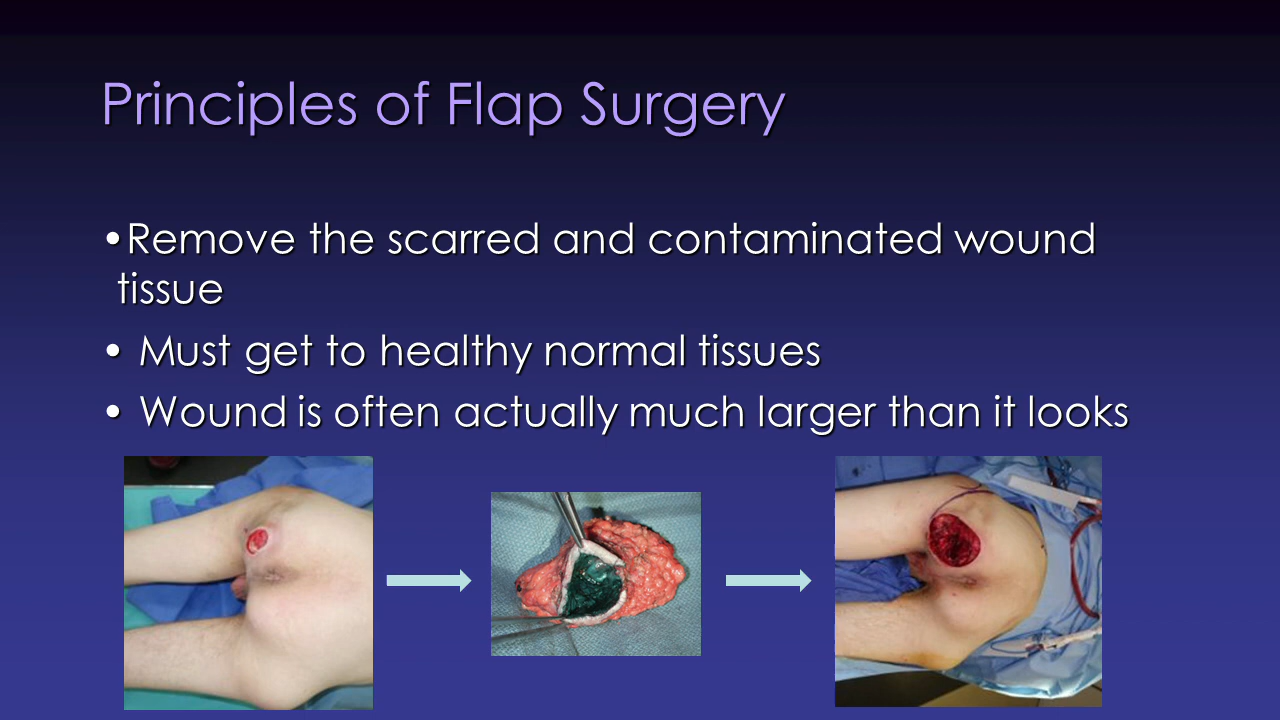 Principles of Flap Surgery
•Remove the scarred and contaminated wound
tissue
• Must get to healthy normal tissues
• Wound is often actually much larger than it looks